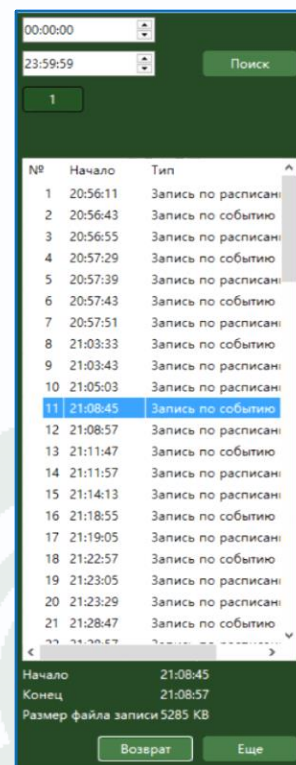 00:00:00
23:59:59 Поиск
1
№ Начало Тип
1 20:56:11 Запись по расписани
2 20:56:43 Запись по событию
3 20:56:55 Запись по расписани
4 20:57:29 Запись по событию
5 20:57:39 Запись по расписани
6 20:57:43 Запись по событию
7 20:57:51 Запись по расписани
8 21:03:33 Запись по событию
9 21:03:43 Запись по расписани
10 21:05:03 Запись по расписани
11 21:08:45 Запись по событию
12 21:08:57 Запись по расписани
13 21:11:47 Запись по событию
14 21:11:57 Запись по расписани
15 21:14:13 Запись по расписани
16 21:18:55 Запись по событию
17 21:19:05 Запись по расписани
18 21:22:57 Запись по событию
19 21:23:05 Запись по расписани
20 21:23:29 Запись по расписани
21 21:28:47 Запись по событию
Начало 21:08:45
Конец 21:08:57
Размер файла записи 5285 KB
Возврат Еще